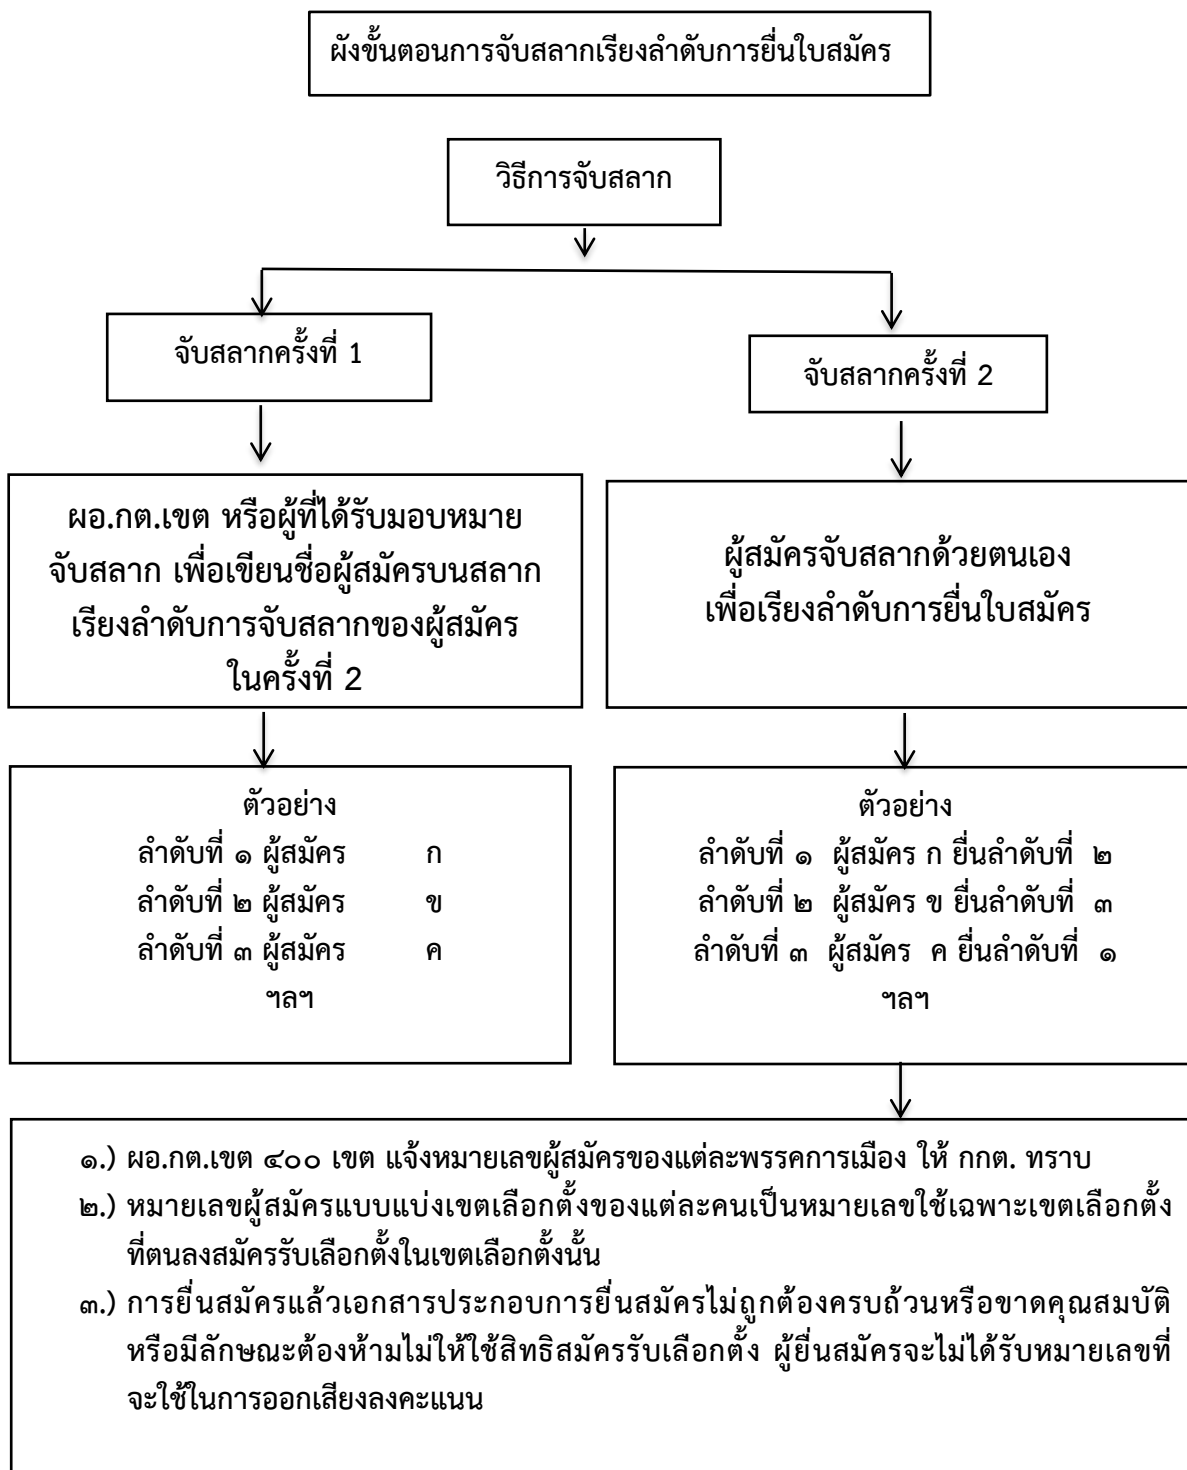 ผังขั้นตอนการจับสลากเรียงลำดับการยื่นใบสมัคร
วิธีการจับสลาก
จับสลากครั้งที่ 1
จับสลากครั้งที่ 2
ผอ.กต.เขต หรือผู้ที่ได้รับมอบหมาย
จับสลาก เพื่อเขียนชื่อผู้สมัครบนสลาก
เรียงลำดับการจับสลากของผู้สมัคร
ในครั้งที่ 2
ผู้สมัครจับสลากด้วยตนเอง
เพื่อเรียงลำดับการยื่นใบสมัคร
ตัวอย่าง
ลำดับที่ ๑ ผู้สมัคร ก
ลำดับที่ ๒ ผู้สมัคร ข
ลำดับที่ ๓ ผู้สมัคร ค
ฯลฯ
ตัวอย่าง
ลำดับที่ ๑ ผู้สมัคร ก ยื่นลำดับที่ ๒
ลำดับที่ ๒ ผู้สมัคร ข ยื่นลำดับที่ ๓
ลำดับที่ ๓ ผู้สมัคร ค ยื่นลำดับที่ ๑
ฯลฯ
๑.) ผอ.กต.เขต ๔๐๐ เขต แจ้งหมายเลขผู้สมัครของแต่ละพรรคการเมือง ให้ กกต. ทราบ
๒.) หมายเลขผู้สมัครแบบแบ่งเขตเลือกตั้งของแต่ละคนเป็นหมายเลขใช้เฉพาะเขตเลือกตั้ง
ที่ตนลงสมัครรับเลือกตั้งในเขตเลือกตั้งนั้น
๓.) การยื่นสมัครแล้วเอกสารประกอบการยื่นสมัครไม่ถูกต้องครบถ้วนหรือขาดคุณสมบัติ
หรือมีลักษณะต้องห้ามไม่ให้ใช้สิทธิสมัครรับเลือกตั้ง ผู้ยื่นสมัครจะไม่ได้รับหมายเลขที่
จะใช้ในการออกเสียงลงคะแนน